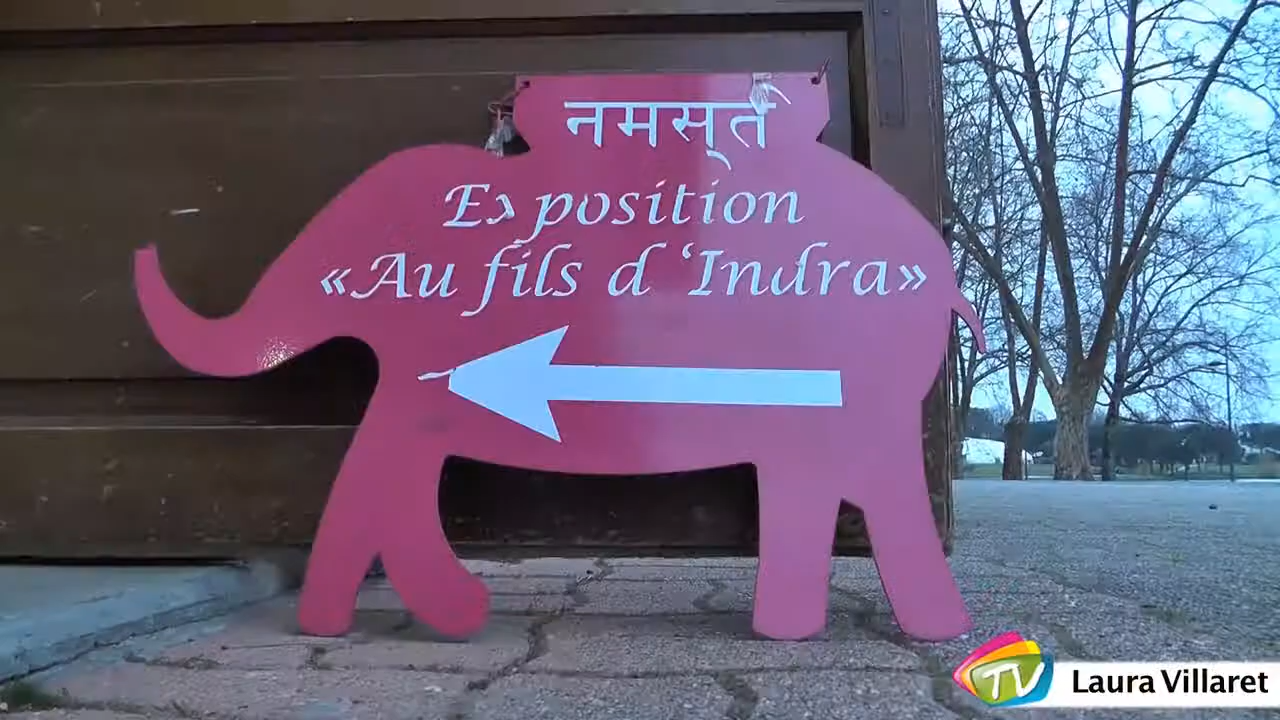 नमस्ते
Exposition
«Au fils d'Indra»
TV Laura Villaret